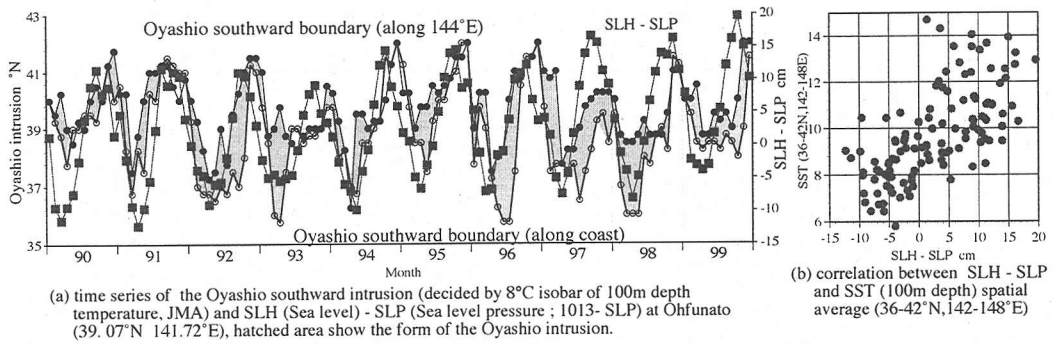 43
41
39
37
35
Oyashio intrusion °N
Oyashio southward boundary (along 144°E)
SLH - SLP
Oyashio southward boundary (along coast)
20
15
10
5
0
-5
-10
-15
SLH - SLP cm
90 91 92 93 94 95 96 97 98 99
Month
(a) time series of the Oyashio southward intrusion (decided by 8°C isobar of 100m depth
temperature, JMA) and SLH (Sea level) - SLP (Sea level pressure ; 1013- SLP) at Ohfunato
(39. 07°N 141.72°E), hatched area show the form of the Oyashio intrusion.
14
12
10
8
6
SST (36-42N,142-148E)
-15 -10 -5 0 5 10 15 20
SLH - SLP cm
(b) correlation between SLH - SLP
and SST (100m depth) spatial
average (36-42°N,142-148°E)